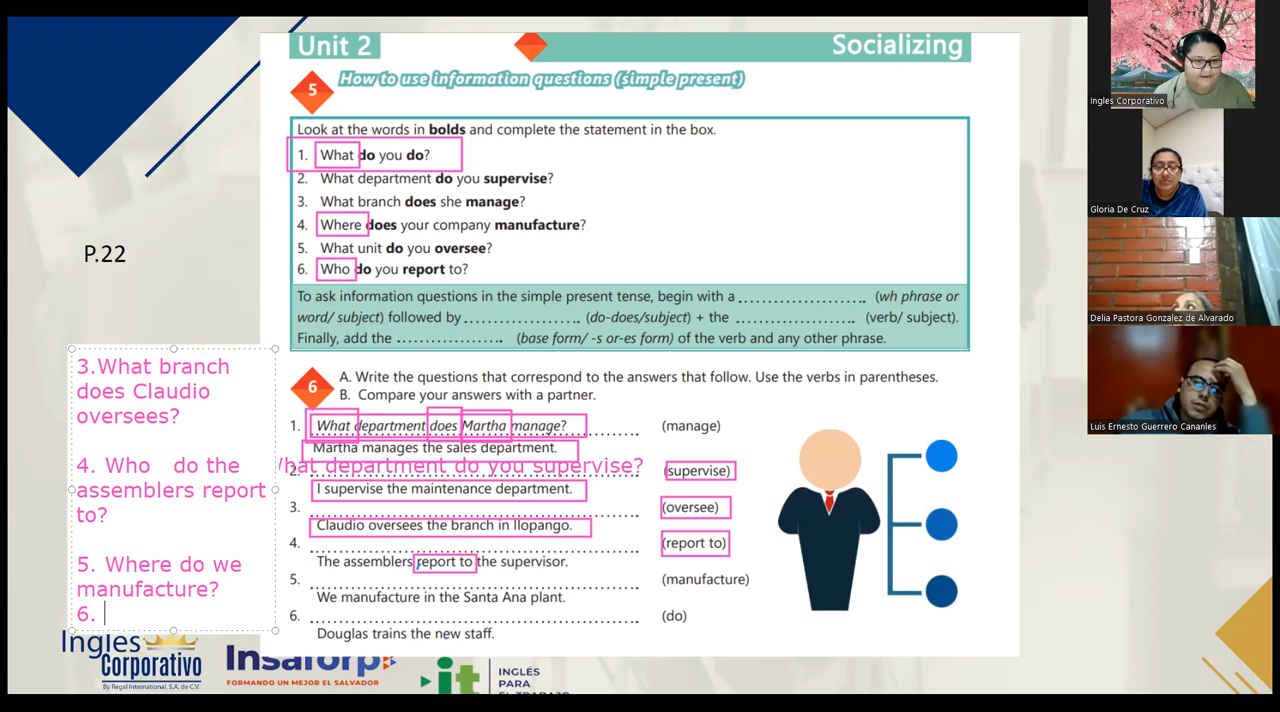 Unit 2
Socializing
5
How to use information questions (simple present)
Look at the words in bolds and complete the statement in the box.
1. What do you do?
2. What department do you supervise?
3. What branch does she manage?
4. Where does your company manufacture?
5. What unit do you oversee?
6. Who do you report to?
To ask information questions in the simple present tense, begin with a ...................... (wh phrase or
word/ subject) followed by .................... (do-does/subject) + the .................... (verb/ subject).
Finally, add the .................. (base form/ -s or-es form) of the verb and any other phrase.
P.22
3.What branch
does Claudio
oversees?
4. Who do the
assemblers report
to?
5. Where do we
manufacture?
6.
6
A. Write the questions that correspond to the answers that follow. Use the verbs in parentheses.
B. Compare your answers with a partner.
1. What department does Martha manage? (manage)
Martha manages the sales department.
2. What department do you supervise? (supervise)
I supervise the maintenance department.
3. (oversee)
Claudio oversees the branch in Ilopango.
4. (report to)
The assemblers report to the supervisor.
5. (manufacture)
We manufacture in the Santa Ana plant.
6. (do)
Douglas trains the new staff.
Ingles
Corporativo
By Regal International, S.A. de C.V.
Insaforp
FORMANDO UN MEJOR EL SALVADOR
it
INGLÉS
PARA
Ingles Corporativo
Gloria De Cruz
Delia Pastora Gonzalez de Alvarado
Luis Ernesto Guerrero Cananles